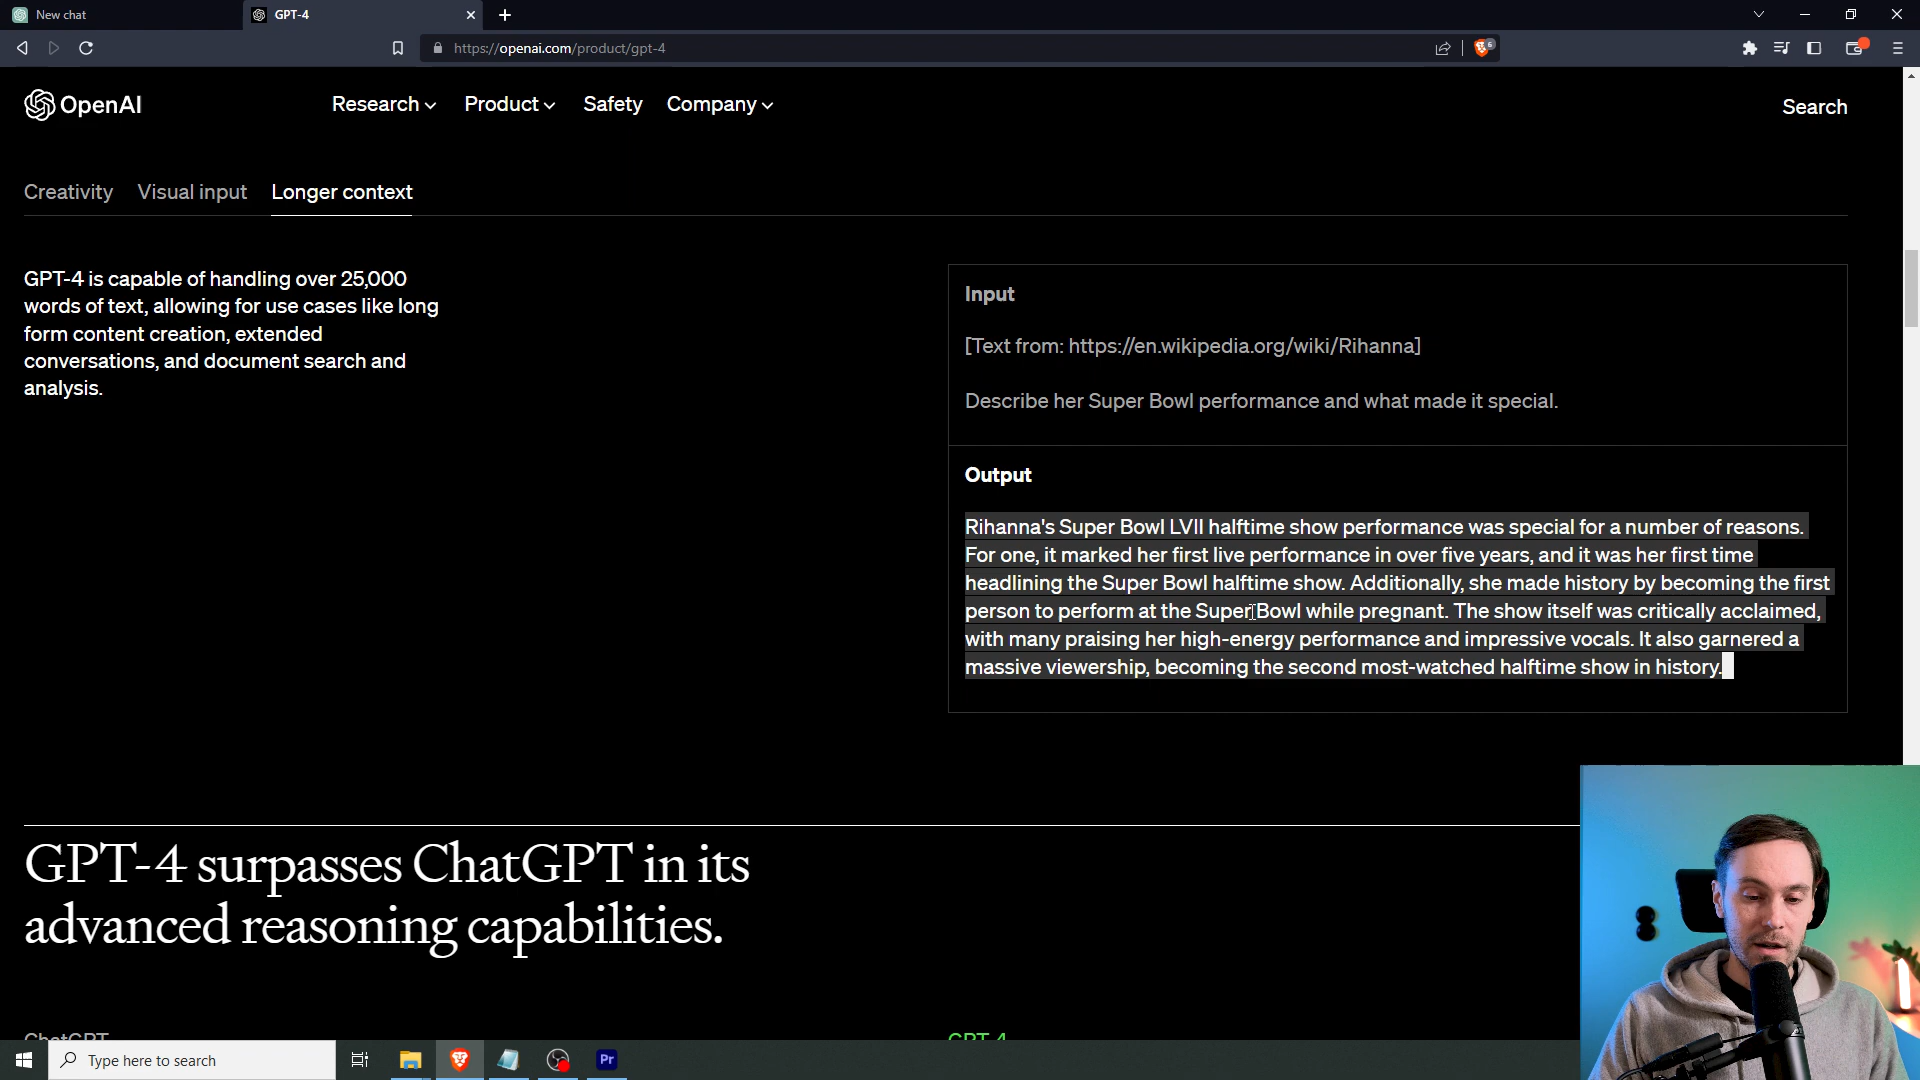 New chat
GPT-4
https://openai.com/product/gpt-4
6
OpenAI
Research
Product
Safety
Company
Search
Creativity
Visual input
Longer context
GPT-4 is capable of handling over 25,000
words of text, allowing for use cases like long
form content creation, extended
conversations, and document search and
analysis.
Input
[Text from: https://en.wikipedia.org/wiki/Rihanna]
Describe her Super Bowl performance and what made it special.
Output
Rihanna's Super Bowl LVII halftime show performance was special for a number of reasons.
For one, it marked her first live performance in over five years, and it was her first time
headlining the Super Bowl halftime show. Additionally, she made history by becoming the first
person to perform at the Super Bowl while pregnant. The show itself was critically acclaimed,
with many praising her high-energy performance and impressive vocals. It also garnered a
massive viewership, becoming the second most-watched halftime show in history.
GPT-4 surpasses ChatGPT in its
advanced reasoning capabilities.
ChatGPT
GPT-4
Type here to search
Pr